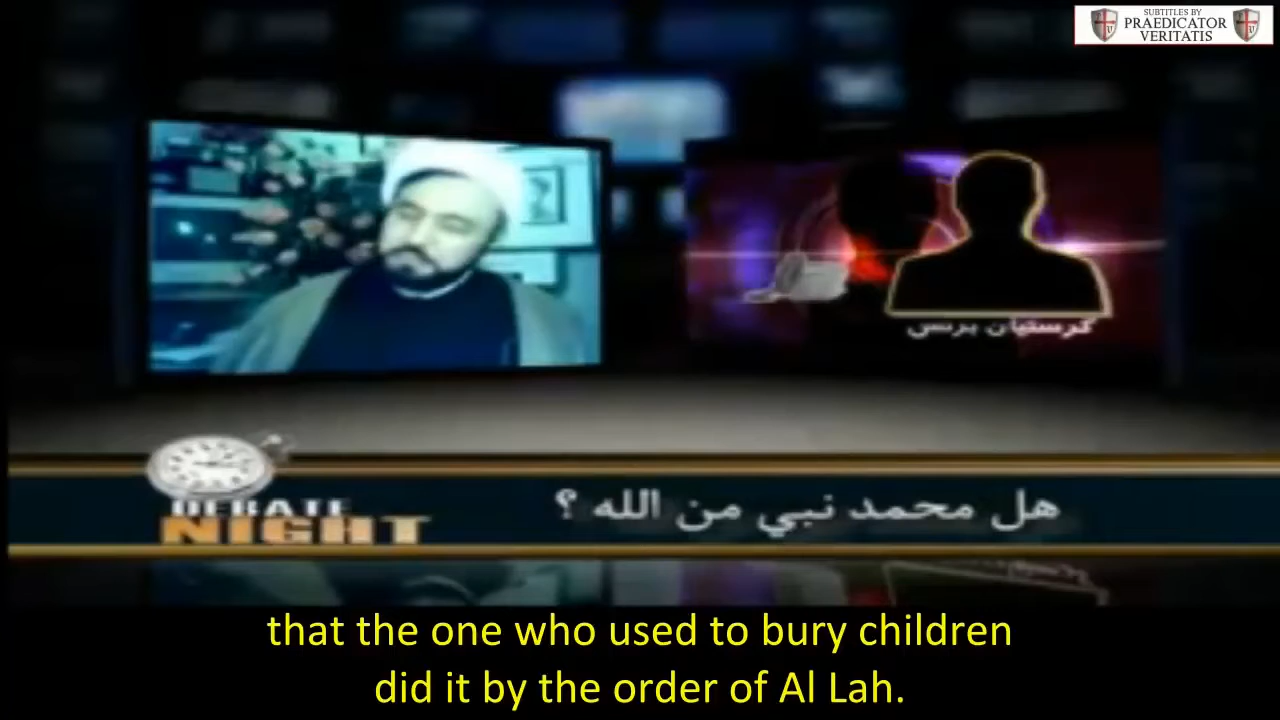 SUBTITLES BY
PRAEDICATOR
VERITATIS
كرستيان برنس
DEBATE
NIGHT
هل محمد نبي من الله ؟
that the one who used to bury children
did it by the order of Al Lah.